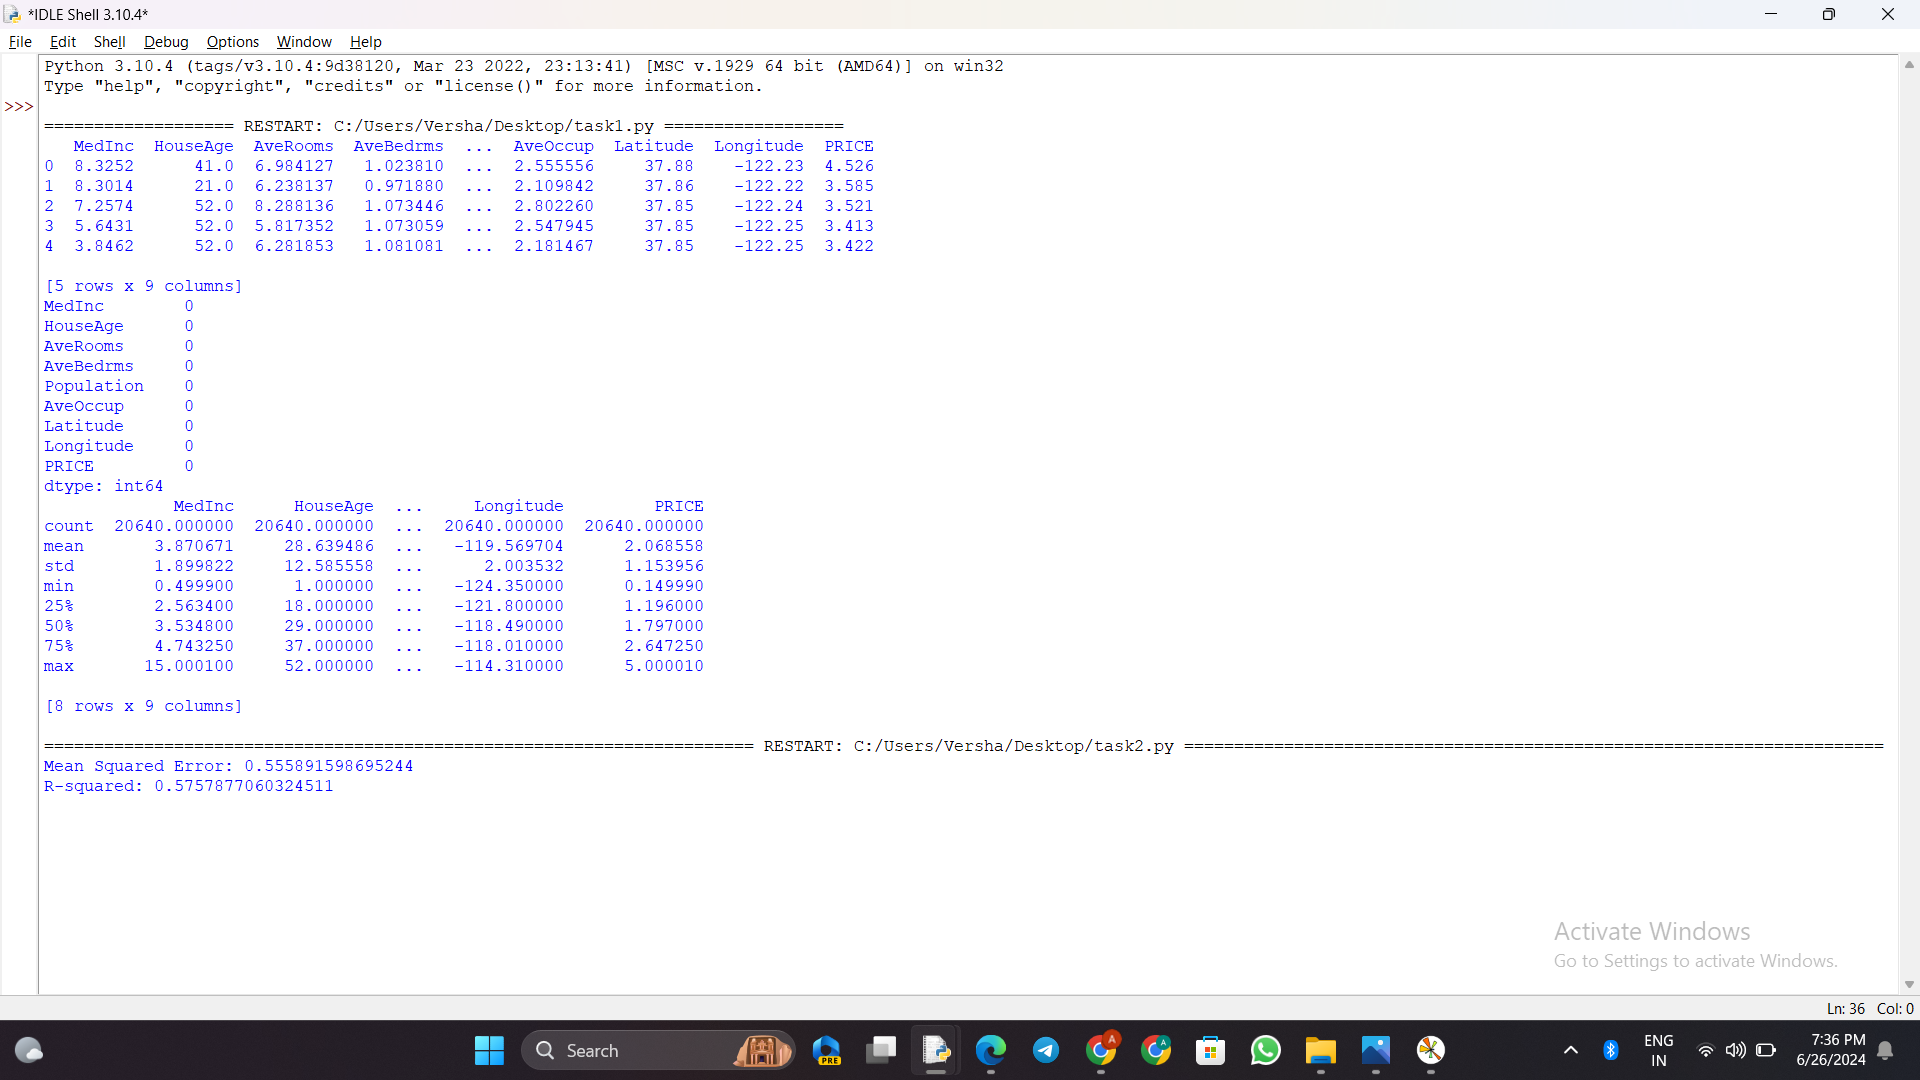 *IDLE Shell 3.10.4*
File Edit Shell Debug Options Window Help
Python 3.10.4 (tags/v3.10.4:9d38120, Mar 23 2022, 23:13:41) [MSC v.1929 64 bit (AMD64)] on win32
Type "help", "copyright", "credits" or "license()" for more information.
>>>
=================== RESTART: C:/Users/Versha/Desktop/task1.py ==================
   MedInc  HouseAge  AveRooms  AveBedrms  ...  AveOccup  Latitude  Longitude  PRICE
0  8.3252      41.0  6.984127   1.023810  ...  2.555556     37.88    -122.23  4.526
1  8.3014      21.0  6.238137   0.971880  ...  2.109842     37.86    -122.22  3.585
2  7.2574      52.0  8.288136   1.073446  ...  2.802260     37.85    -122.24  3.521
3  5.6431      52.0  5.817352   1.073059  ...  2.547945     37.85    -122.25  3.413
4  3.8462      52.0  6.281853   1.081081  ...  2.181467     37.85    -122.25  3.422
[5 rows x 9 columns]
MedInc        0
HouseAge      0
AveRooms      0
AveBedrms     0
Population    0
AveOccup      0
Latitude      0
Longitude     0
PRICE         0
dtype: int64
             MedInc      HouseAge  ...     Longitude         PRICE
count  20640.000000  20640.000000  ...  20640.000000  20640.000000
mean       3.870671     28.639486  ...   -119.569704      2.068558
std        1.899822     12.585558  ...      2.003532      1.153956
min        0.499900      1.000000  ...   -124.350000      0.149990
25%        2.563400     18.000000  ...   -121.800000      1.196000
50%        3.534800     29.000000  ...   -118.490000      1.797000
75%        4.743250     37.000000  ...   -118.010000      2.647250
max       15.000100     52.000000  ...   -114.310000      5.000010
[8 rows x 9 columns]
======================================================================= RESTART: C:/Users/Versha/Desktop/task2.py ======================================================================
Mean Squared Error: 0.555891598695244
R-squared: 0.5757877060324511
Activate Windows
Go to Settings to activate Windows.
Ln: 36 Col: 0
Search
PRE
A
A
ENG
IN
7:36 PM
6/26/2024